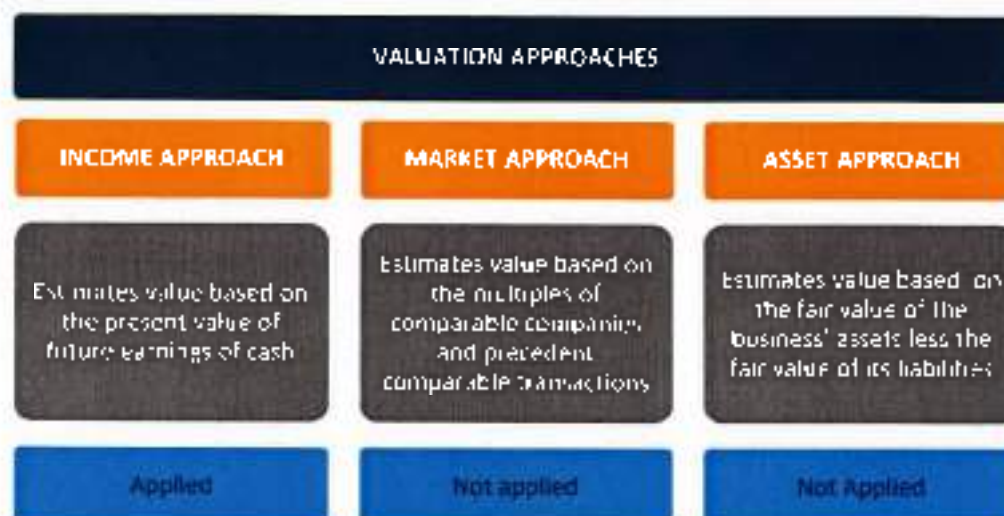 VALUATION APPROACHES
INCOME APPROACH
MARKET APPROACH
ASSET APPROACH
Estimates value based on
the present value of
future earnings of cash
Estimates value based on
the multiples of
comparable companies
and precedent
comparable transactions
Estimates value based on
the fair value of the
business' assets less the
fair value of its liabilities
Applied
Not applied
Not Applied